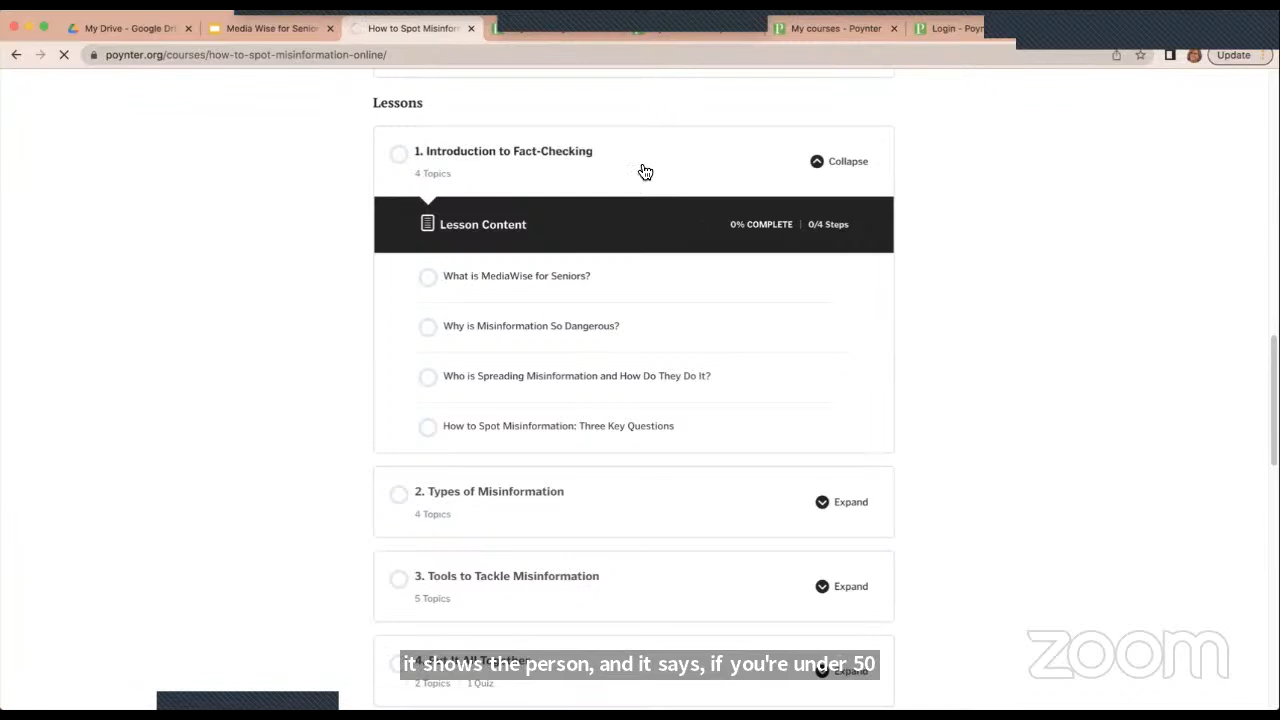 My Drive - Google Dri
Media Wise for Senior
How to Spot Misinform
My courses - Poynter
Login - Poyn
poynter.org/courses/how-to-spot-misinformation-online/
Update
Lessons
1. Introduction to Fact-Checking
4 Topics
Collapse
Lesson Content
0% COMPLETE | 0/4 Steps
What is MediaWise for Seniors?
Why is Misinformation So Dangerous?
Who is Spreading Misinformation and How Do They Do It?
How to Spot Misinformation: Three Key Questions
2. Types of Misinformation
4 Topics
Expand
3. Tools to Tackle Misinformation
5 Topics
Expand
it shows the person, and it says, if you're under 50
Expand
2 Topics
1 Quiz
zoom